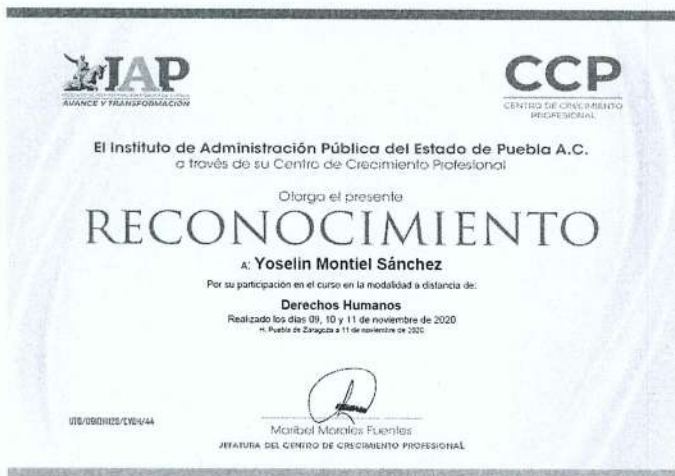 IAP
AVANCE Y TRANSFORMACIÓN
CCP
CENTRO DE CRECIMIENTO
PROFESIONAL
El Instituto de Administración Pública del Estado de Puebla A.C.
a través de su Centro de Crecimiento Profesional
Otorga el presente
RECONOCIMIENTO
A: Yoselin Montiel Sánchez
Por su participación en el curso en la modalidad a distancia de:
Derechos Humanos
Realizado los días 09, 10 y 11 de noviembre de 2020
H. Puebla de Zaragoza a 11 de noviembre de 2020
Maribel Morales Fuentes
JEFATURA DEL CENTRO DE CRECIMIENTO PROFESIONAL